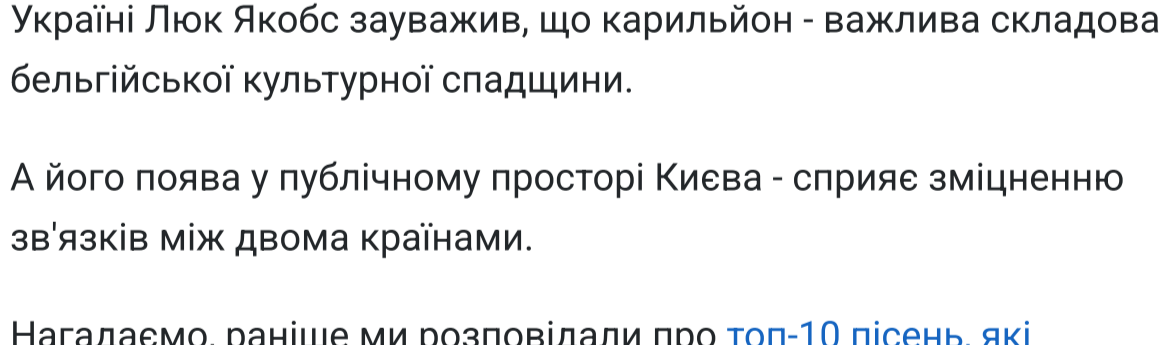 Україні Люк Якобс зауважив, що карильйон - важлива складова
бельгійської культурної спадщини.
А його поява у публічному просторі Києва - сприяє зміцненню
зв'язків між двома країнами.
Нагадаємо, раніше ми розповідали про топ-10 пісень, які